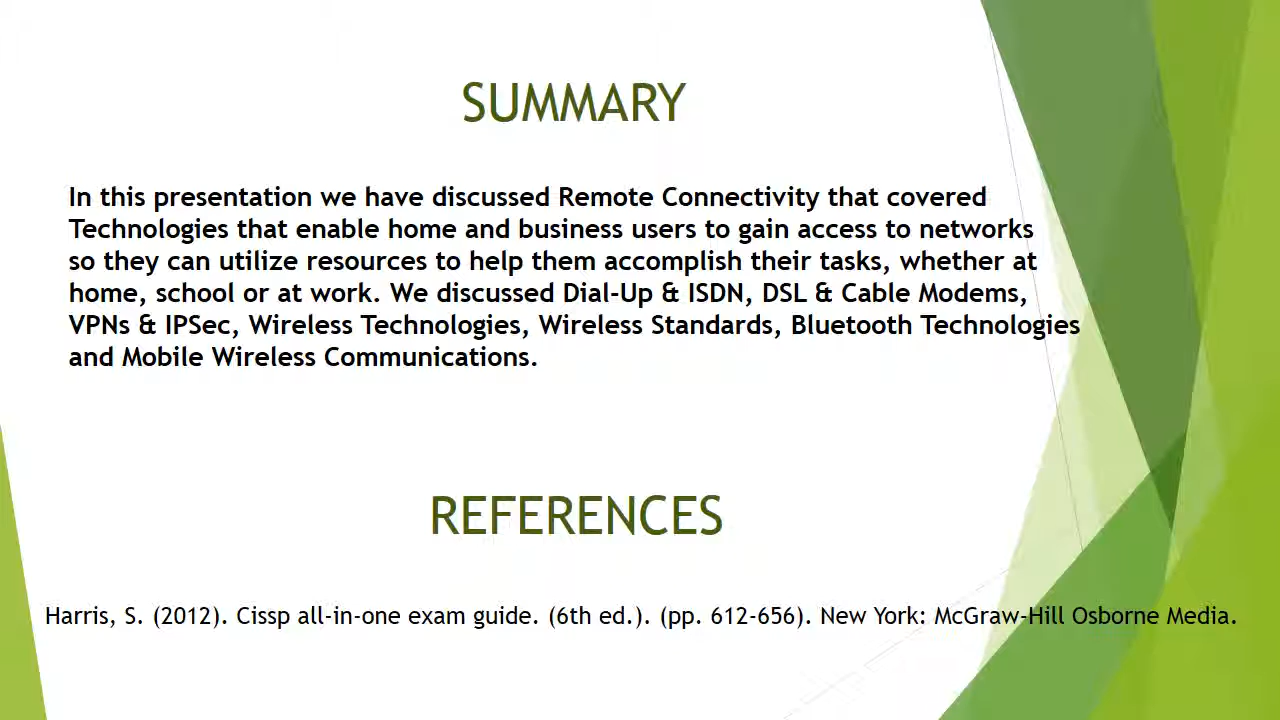 SUMMARY
In this presentation we have discussed Remote Connectivity that covered
Technologies that enable home and business users to gain access to networks
so they can utilize resources to help them accomplish their tasks, whether at
home, school or at work. We discussed Dial-Up & ISDN, DSL & Cable Modems,
VPNs & IPSec, Wireless Technologies, Wireless Standards, Bluetooth Technologies
and Mobile Wireless Communications.
REFERENCES
Harris, S. (2012). Cissp all-in-one exam guide. (6th ed.). (pp. 612-656). New York: McGraw-Hill Osborne Media.